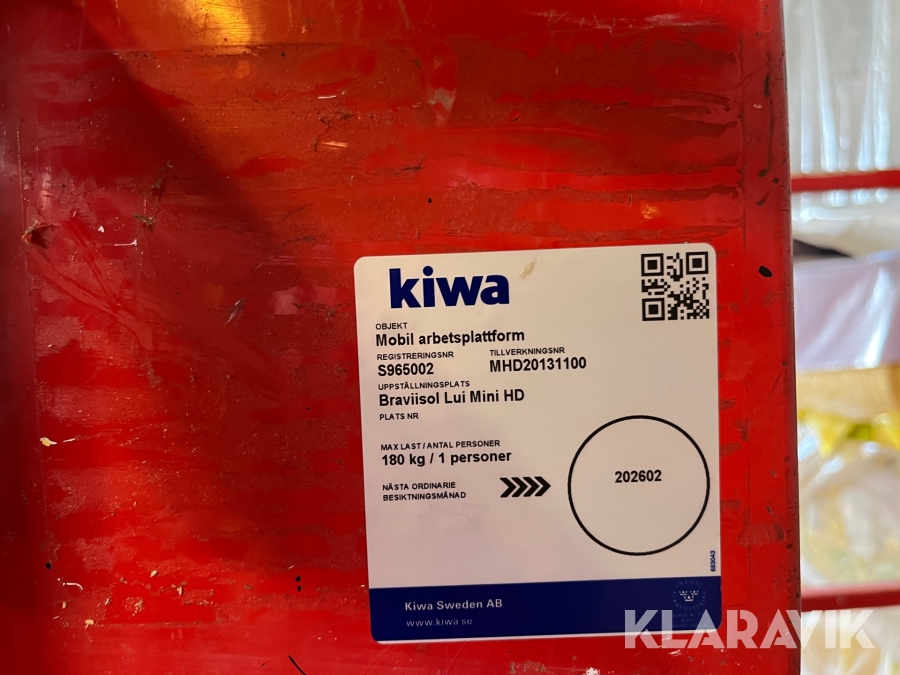 kiwa
OBJEKT
Mobil arbetsplattform
REGISTRERINGSNR TILLVERKNINGSNR
S965002 MHD20131100
UPPSTÄLLNINGSPLATS
Braviisol Lui Mini HD
PLATS NR
MAX LAST / ANTAL PERSONER
180 kg / 1 personer
NÄSTA ORDINARIE
BESIKTNINGSMÅNAD
202602
663043
Kiwa Sweden AB
www.kiwa.se
KLARAVIK